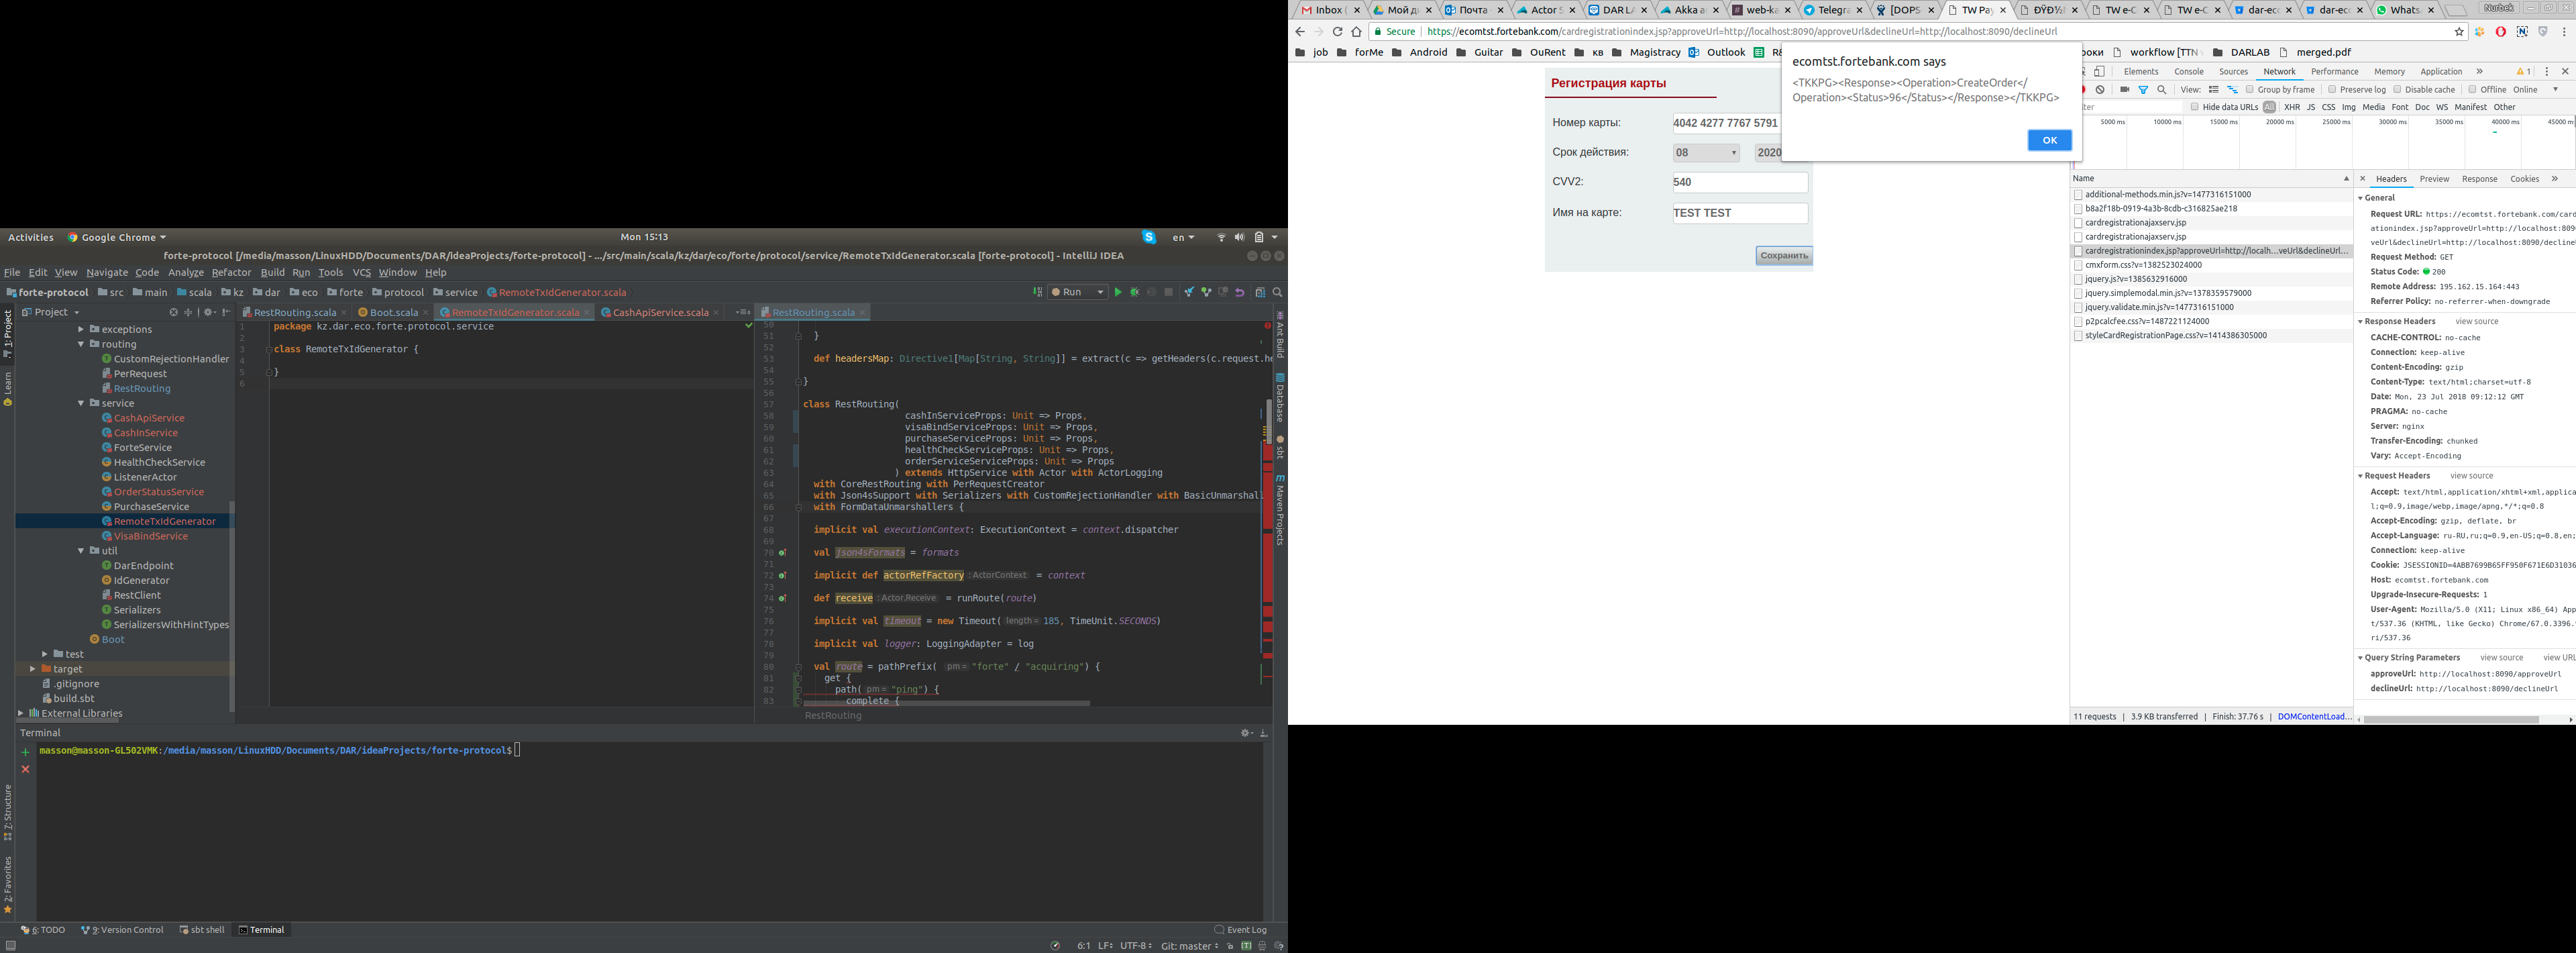 Activities
Google Chrome
Mon 15:13
en
forte-protocol [/media/masson/LinuxHDD/Documents/DAR/ideaProjects/forte-protocol] - .../src/main/scala/kz/dar/eco/forte/protocol/service/RemoteTxIdGenerator.scala [forte-protocol] - IntelliJ IDEA
File Edit View Navigate Code Analyze Refactor Build Run Tools VCS Window Help
forte-protocol src main scala kz dar eco forte protocol service RemoteTxIdGenerator.scala
Run
Project
RestRouting.scala Boot.scala RemoteTxIdGenerator.scala CashApiService.scala
RestRouting.scala
1: Project
Learn
7: Structure
2: Favorites
exceptions
routing
CustomRejectionHandler
PerRequest
RestRouting
service
CashApiService
CashInService
ForteService
HealthCheckService
ListenerActor
OrderStatusService
PurchaseService
RemoteTxIdGenerator
VisaBindService
util
DarEndpoint
IdGenerator
RestClient
Serializers
SerializersWithHintTypes
Boot
test
target
.gitignore
build.sbt
External Libraries
1 package kz.dar.eco.forte.protocol.service
2
3 class RemoteTxIdGenerator {
4
5 }
6
50
51 }
52
53 def headersMap: Directive1[Map[String, String]] = extract(c => getHeaders(c.request.he
54
55 }
56
57 class RestRouting(
58 cashInServiceProps: Unit => Props,
59 visaBindServiceProps: Unit => Props,
60 purchaseServiceProps: Unit => Props,
61 healthCheckServiceProps: Unit => Props,
62 orderServiceServiceProps: Unit => Props
63 ) extends HttpService with Actor with ActorLogging
64 with CoreRestRouting with PerRequestCreator
65 with Json4sSupport with Serializers with CustomRejectionHandler with BasicUnmarshall
66 with FormDataUnmarshallers {
67
68 implicit val executionContext: ExecutionContext = context.dispatcher
69
70 val json4sFormats = formats
71
72 implicit def actorRefFactory : ActorContext = context
73
74 def receive : Actor.Receive = runRoute(route)
75
76 implicit val timeout = new Timeout( length = 185, TimeUnit.SECONDS)
77
78 implicit val logger: LoggingAdapter = log
79
80 val route = pathPrefix( pm = "forte" / "acquiring") {
81 get {
82 path( pm = "ping") {
83 complete {
RestRouting
Ant Build
Database
sbt
Maven Projects
Terminal
masson@masson-GL502VMK:/media/masson/LinuxHDD/Documents/DAR/ideaProjects/forte-protocol$
6: TODO 9: Version Control sbt shell Terminal
Event Log
6:1 LF UTF-8 Git: master
Inbox ( Мой ди Почта Actor S DAR LA Akka a web-ka Telegra [DOPS TW Pay ÐŸÐ½Ð TW e-C TW e-C dar-eco dar-eco Whats
Nurbek
Secure https://ecomtst.fortebank.com/cardregistrationindex.jsp?approveUrl=http://localhost:8090/approveUrl&declineUrl=http://localhost:8090/declineUrl
job forMe Android Guitar OuRent кв Magistracy Outlook
роки workflow [TTN DARLAB merged.pdf
ecomtst.fortebank.com says
<TKKPG><Response><Operation>CreateOrder</
Operation><Status>96</Status></Response></TKKPG>
OK
Регистрация карты
Номер карты: 4042 4277 7767 5791
Срок действия: 08 2020
CVV2: 540
Имя на карте: TEST TEST
Сохранить
Elements Console Sources Network Performance Memory Application » 1
View: Group by frame Preserve log Disable cache Offline Online
Hide data URLs All XHR JS CSS Img Media Font Doc WS Manifest Other
5000 ms 10000 ms 15000 ms 20000 ms 25000 ms 30000 ms 35000 ms 40000 ms 45000 m
Name
additional-methods.min.js?v=1477316151000
b8a2f18b-0919-4a3b-8cdb-c316825ae218
cardregistrationajaxserv.jsp
cardregistrationajaxserv.jsp
cardregistrationindex.jsp?approveUrl=http://localh...veUrl&declineUrl...
cmxform.css?v=1382523024000
jquery.js?v=1385632916000
jquery.simplemodal.min.js?v=1378359579000
jquery.validate.min.js?v=1477316151000
p2pcalcfee.css?v=1487221124000
styleCardRegistrationPage.css?v=1414386305000
11 requests | 3.9 KB transferred | Finish: 37.76 s | DOMContentLoad...
Headers Preview Response Cookies »
General
Request URL: https://ecomtst.fortebank.com/card
ationindex.jsp?approveUrl=http://localhost:809
veUrl&declineUrl=http://localhost:8090/decline
Request Method: GET
Status Code: 200
Remote Address: 195.162.15.164:443
Referrer Policy: no-referrer-when-downgrade
Response Headers view source
CACHE-CONTROL: no-cache
Connection: keep-alive
Content-Encoding: gzip
Content-Type: text/html;charset=utf-8
Date: Mon, 23 Jul 2018 09:12:12 GMT
PRAGMA: no-cache
Server: nginx
Transfer-Encoding: chunked
Vary: Accept-Encoding
Request Headers view source
Accept: text/html,application/xhtml+xml,applica
l;q=0.9,image/webp,image/apng,*/*;q=0.8
Accept-Encoding: gzip, deflate, br
Accept-Language: ru-RU,ru;q=0.9,en-US;q=0.8,en;
Connection: keep-alive
Cookie: JSESSIONID=4ABB7699B65FF950F671E6D31036
Host: ecomtst.fortebank.com
Upgrade-Insecure-Requests: 1
User-Agent: Mozilla/5.0 (X11; Linux x86_64) App
t/537.36 (KHTML, like Gecko) Chrome/67.0.3396.
ri/537.36
Query String Parameters view source view URL
approveUrl: http://localhost:8090/approveUrl
declineUrl: http://localhost:8090/declineUrl